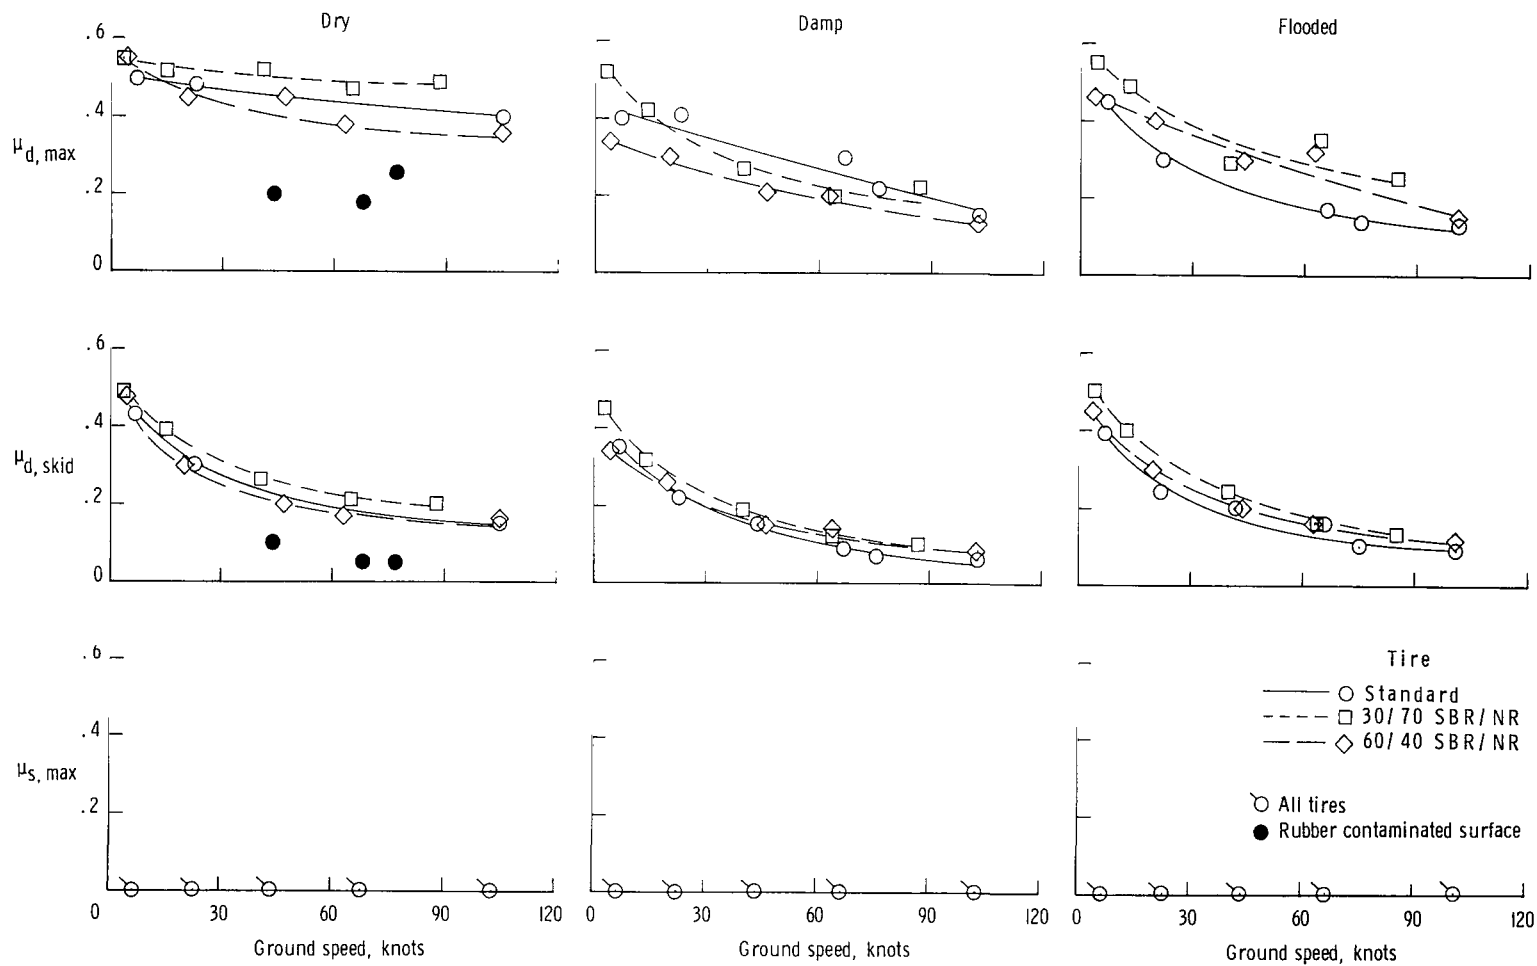 Dry
Damp
Flooded
.6
.4
μd, max
.2
0
.6
.4
μd, skid
.2
0
.6
.4
μs, max
.2
0 30 60 90 120
0 30 60 90 120
0 30 60 90 120
Ground speed, knots
Ground speed, knots
Ground speed, knots
Tire
Standard
30/70 SBR/NR
60/40 SBR/NR
All tires
Rubber contaminated surface